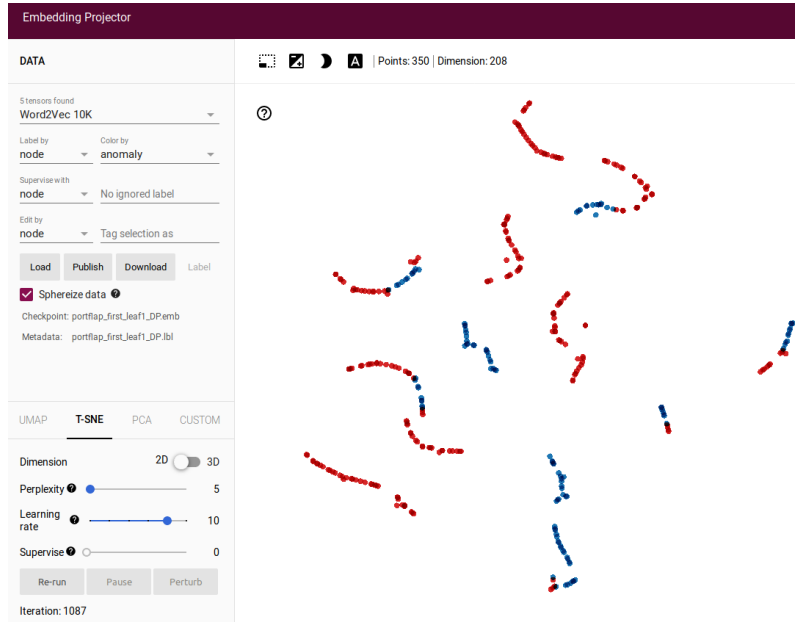 Embedding Projector
DATA
A | Points: 350 | Dimension: 208
5 tensors found
Word2Vec 10K
Label by Color by
node anomaly
Supervise with
node No ignored label
Edit by
node Tag selection as
Load Publish Download Label
Sphereize data ?
Checkpoint: portflap_first_leaf1_DP.emb
Metadata: portflap_first_leaf1_DP.lbl
UMAP T-SNE PCA CUSTOM
Dimension 2D 3D
Perplexity ? 5
Learning rate ? 10
Supervise ? 0
Re-run Pause Perturb
Iteration: 1087